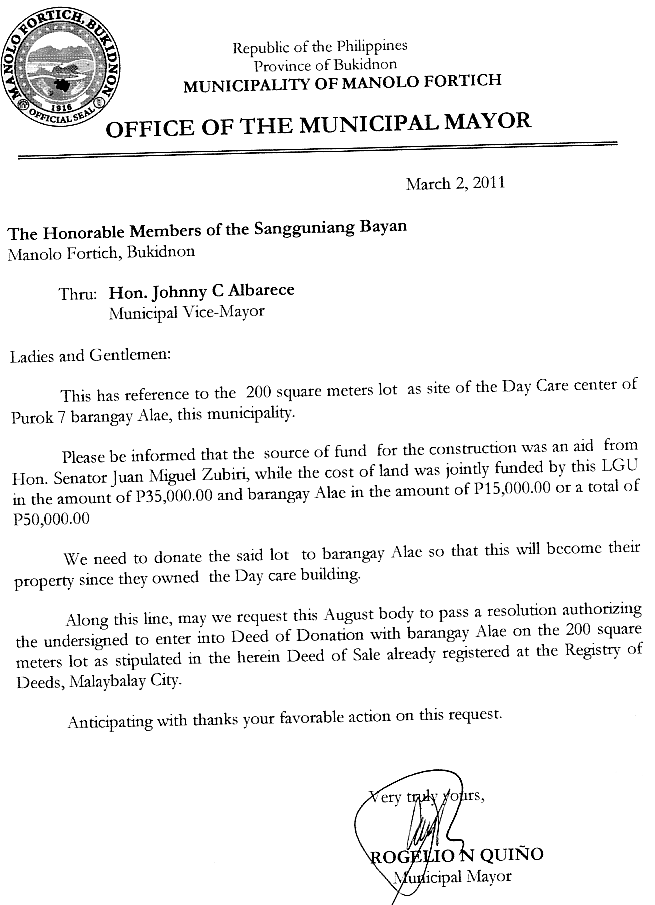 MANOLO FORTICH, BUKIDNON
1916
OFFICIAL SEAL
Republic of the Philippines
Province of Bukidnon
MUNICIPALITY OF MANOLO FORTICH
OFFICE OF THE MUNICIPAL MAYOR
March 2, 2011
The Honorable Members of the Sangguniang Bayan
Manolo Fortich, Bukidnon
Thru: Hon. Johnny C Albarece
Municipal Vice-Mayor
Ladies and Gentlemen:
This has reference to the 200 square meters lot as site of the Day Care center of
Purok 7 barangay Alae, this municipality.
Please be informed that the source of fund for the construction was an aid from
Hon. Senator Juan Miguel Zubiri, while the cost of land was jointly funded by this LGU
in the amount of P35,000.00 and barangay Alae in the amount of P15,000.00 or a total of
P50,000.00
We need to donate the said lot to barangay Alae so that this will become their
property since they owned the Day care building.
Along this line, may we request this August body to pass a resolution authorizing
the undersigned to enter into Deed of Donation with barangay Alae on the 200 square
meters lot as stipulated in the herein Deed of Sale already registered at the Registry of
Deeds, Malaybalay City.
Anticipating with thanks your favorable action on this request.
Very truly yours,
ROGELIO N QUIÑO
Municipal Mayor